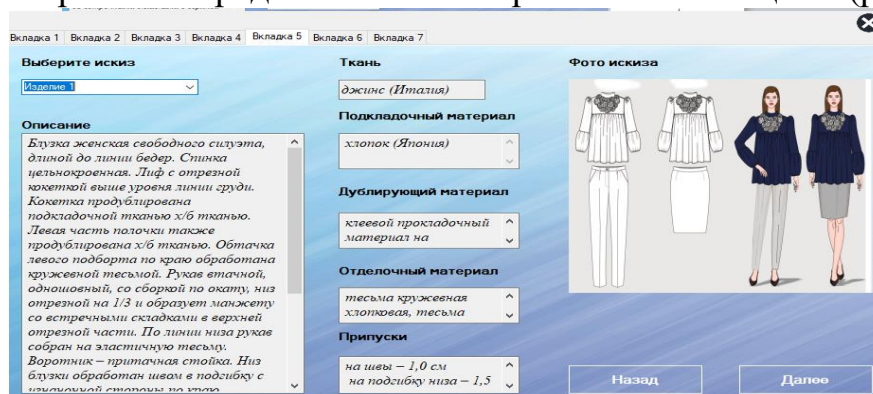 Вкладка 1 Вкладка 2 Вкладка 3 Вкладка 4 Вкладка 5 Вкладка 6 Вкладка 7
Выберите искиз
Изделие 1
Описание
Блузка женская свободного силуэта,
длиной до линии бедер. Спинка
цельнокроенная. Лиф с отрезной
кокеткой выше уровня линии груди.
Кокетка продублирована
подкладочной тканью х/б тканью.
Левая часть полочки также
продублирована х/б тканью. Обтачка
левого подборта по краю обработана
кружевной тесьмой. Рукав втачной,
одношовный, со сборкой по окату, низ
отрезной на 1/3 и образует манжету
со встречными складками в верхней
отрезной части. По линии низа рукав
собран на эластичную тесьму.
Воротник – притачная стойка. Низ
блузки обработан швом в подгибку с
изнаночной стороны по краю
Ткань
джинс (Италия)
Подкладочный материал
хлопок (Япония)
Дублирующий материал
клеевой прокладочный
материал на
Отделочный материал
тесьма кружевная
хлопковая, тесьма
Припуски
на швы – 1,0 см
на подгибку низа – 1,5
Фото искиза
Назад
Далее